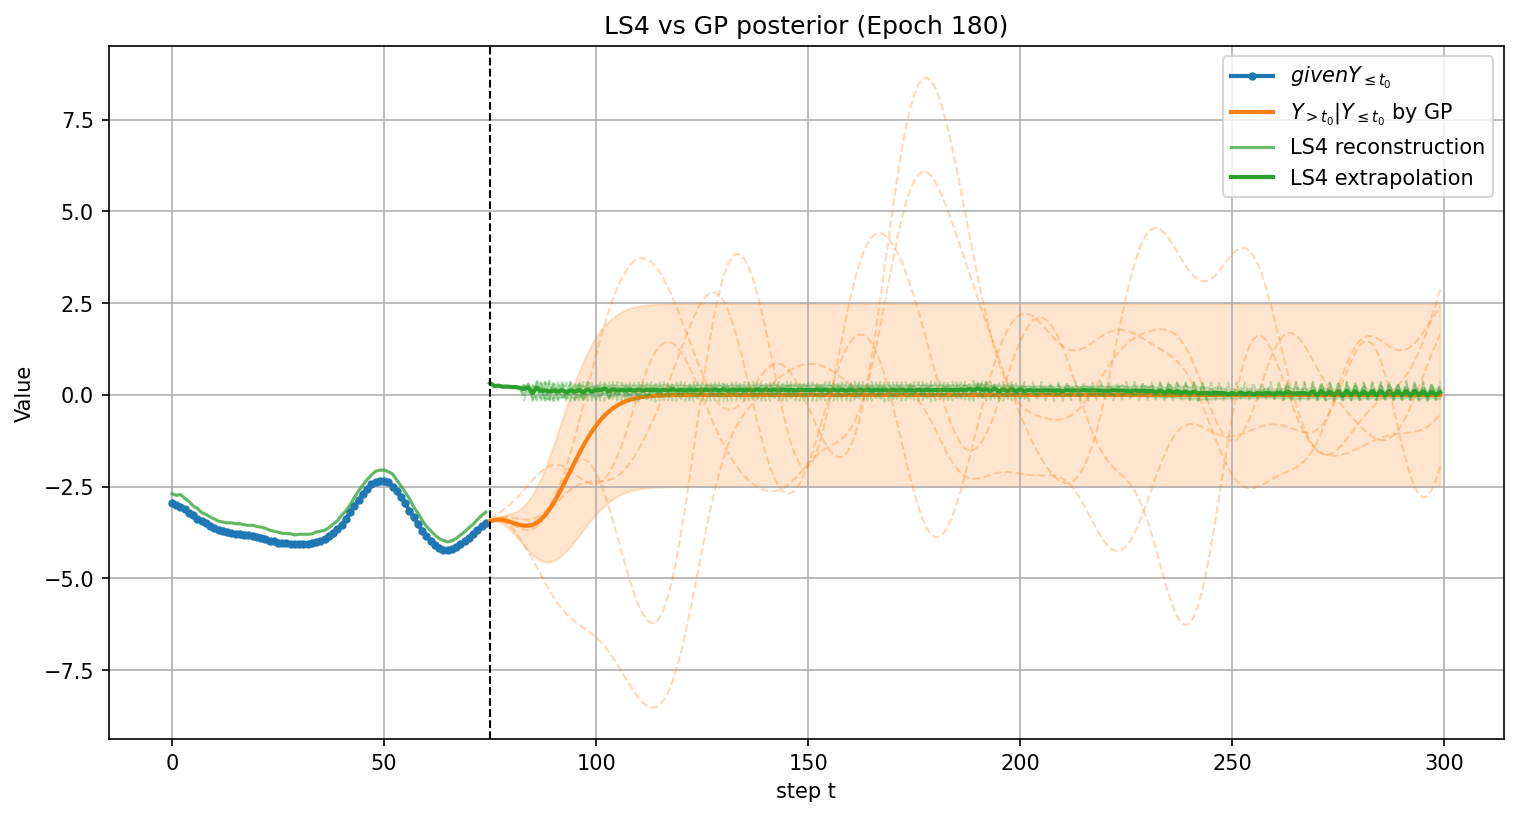 LS4 vs GP posterior (Epoch 180)
givenY≤t₀
Y>t₀|Y≤t₀ by GP
LS4 reconstruction
LS4 extrapolation
Value
7.5
5.0
2.5
0.0
−2.5
−5.0
−7.5
0 50 100 150 200 250 300
step t